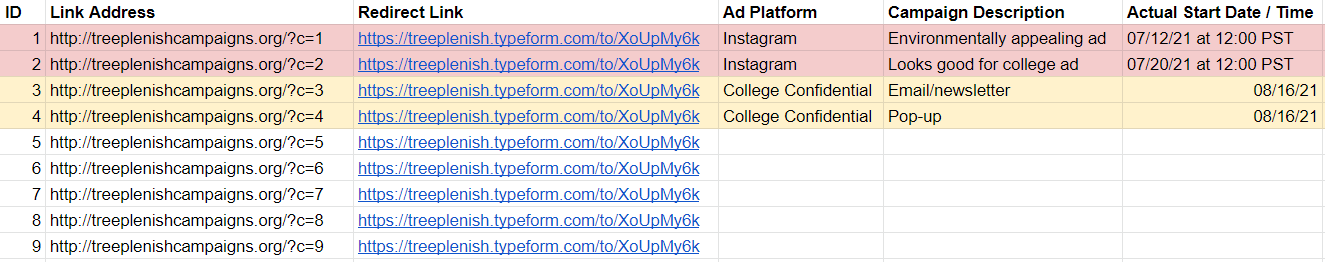 ID Link Address Redirect Link Ad Platform Campaign Description Actual Start Date / Time
1 http://treeplenishcampaigns.org/?c=1 https://treeplenish.typeform.com/to/XoUpMy6k Instagram Environmentally appealing ad 07/12/21 at 12:00 PST
2 http://treeplenishcampaigns.org/?c=2 https://treeplenish.typeform.com/to/XoUpMy6k Instagram Looks good for college ad 07/20/21 at 12:00 PST
3 http://treeplenishcampaigns.org/?c=3 https://treeplenish.typeform.com/to/XoUpMy6k College Confidential Email/newsletter 08/16/21
4 http://treeplenishcampaigns.org/?c=4 https://treeplenish.typeform.com/to/XoUpMy6k College Confidential Pop-up 08/16/21
5 http://treeplenishcampaigns.org/?c=5 https://treeplenish.typeform.com/to/XoUpMy6k
6 http://treeplenishcampaigns.org/?c=6 https://treeplenish.typeform.com/to/XoUpMy6k
7 http://treeplenishcampaigns.org/?c=7 https://treeplenish.typeform.com/to/XoUpMy6k
8 http://treeplenishcampaigns.org/?c=8 https://treeplenish.typeform.com/to/XoUpMy6k
9 http://treeplenishcampaigns.org/?c=9 https://treeplenish.typeform.com/to/XoUpMy6k